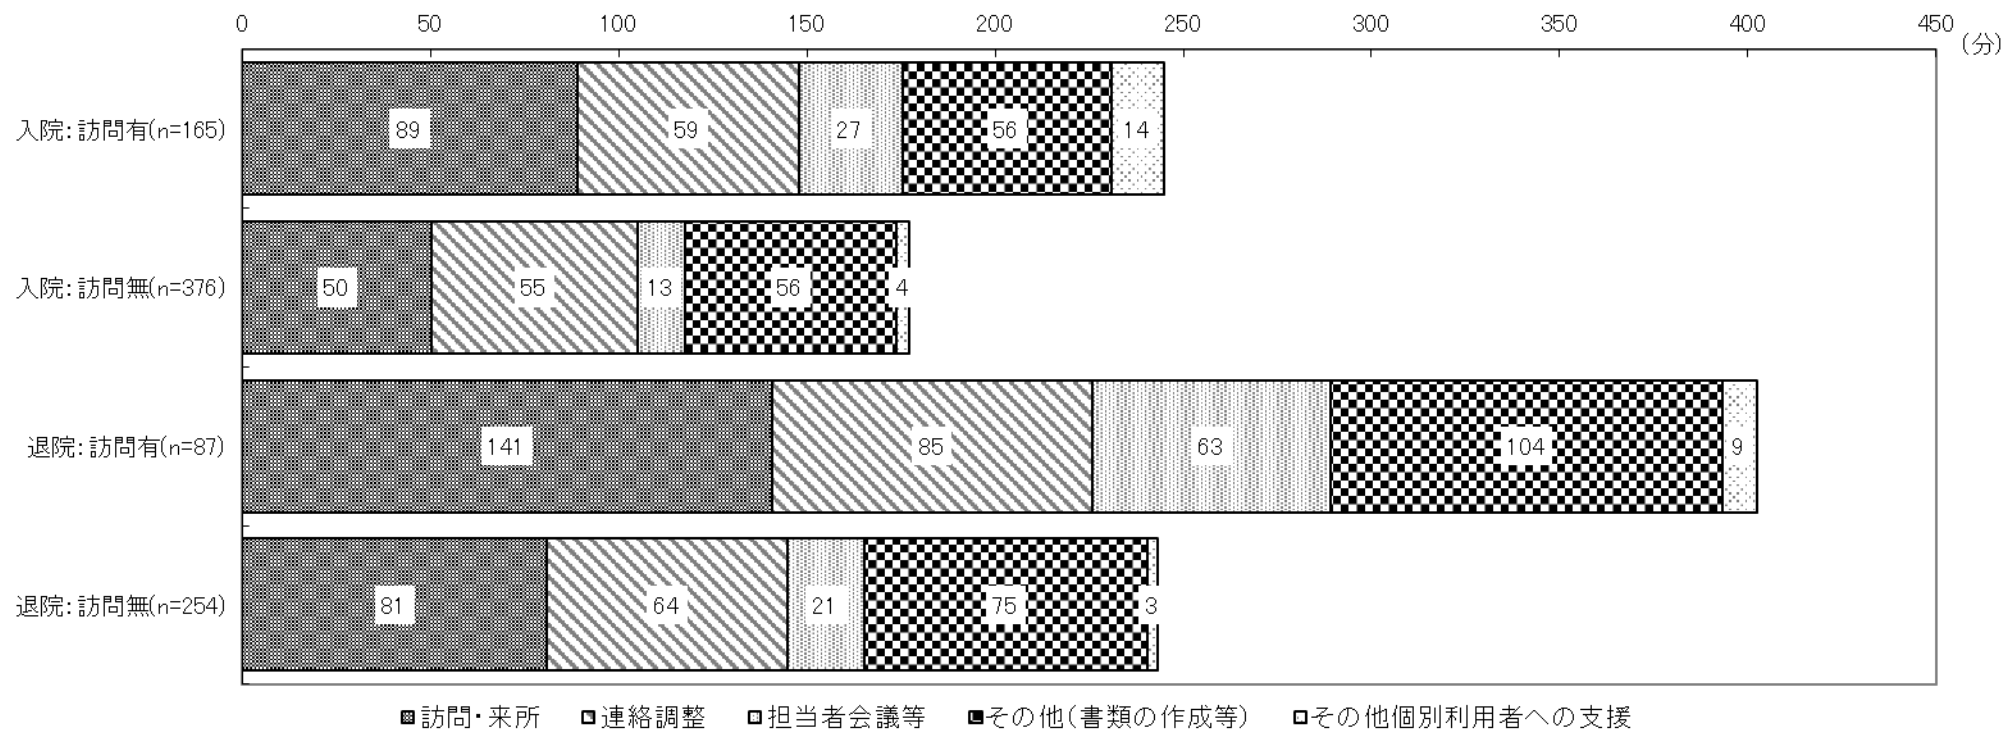 0 50 100 150 200 250 300 350 400 450
(分)
入院:訪問有(n=165) 89 59 27 56 14
入院:訪問無(n=376) 50 55 13 56 4
退院:訪問有(n=87) 141 85 63 104 9
退院:訪問無(n=254) 81 64 21 75 3
訪問・来所 連絡調整 担当者会議等 その他(書類の作成等) その他個別利用者への支援